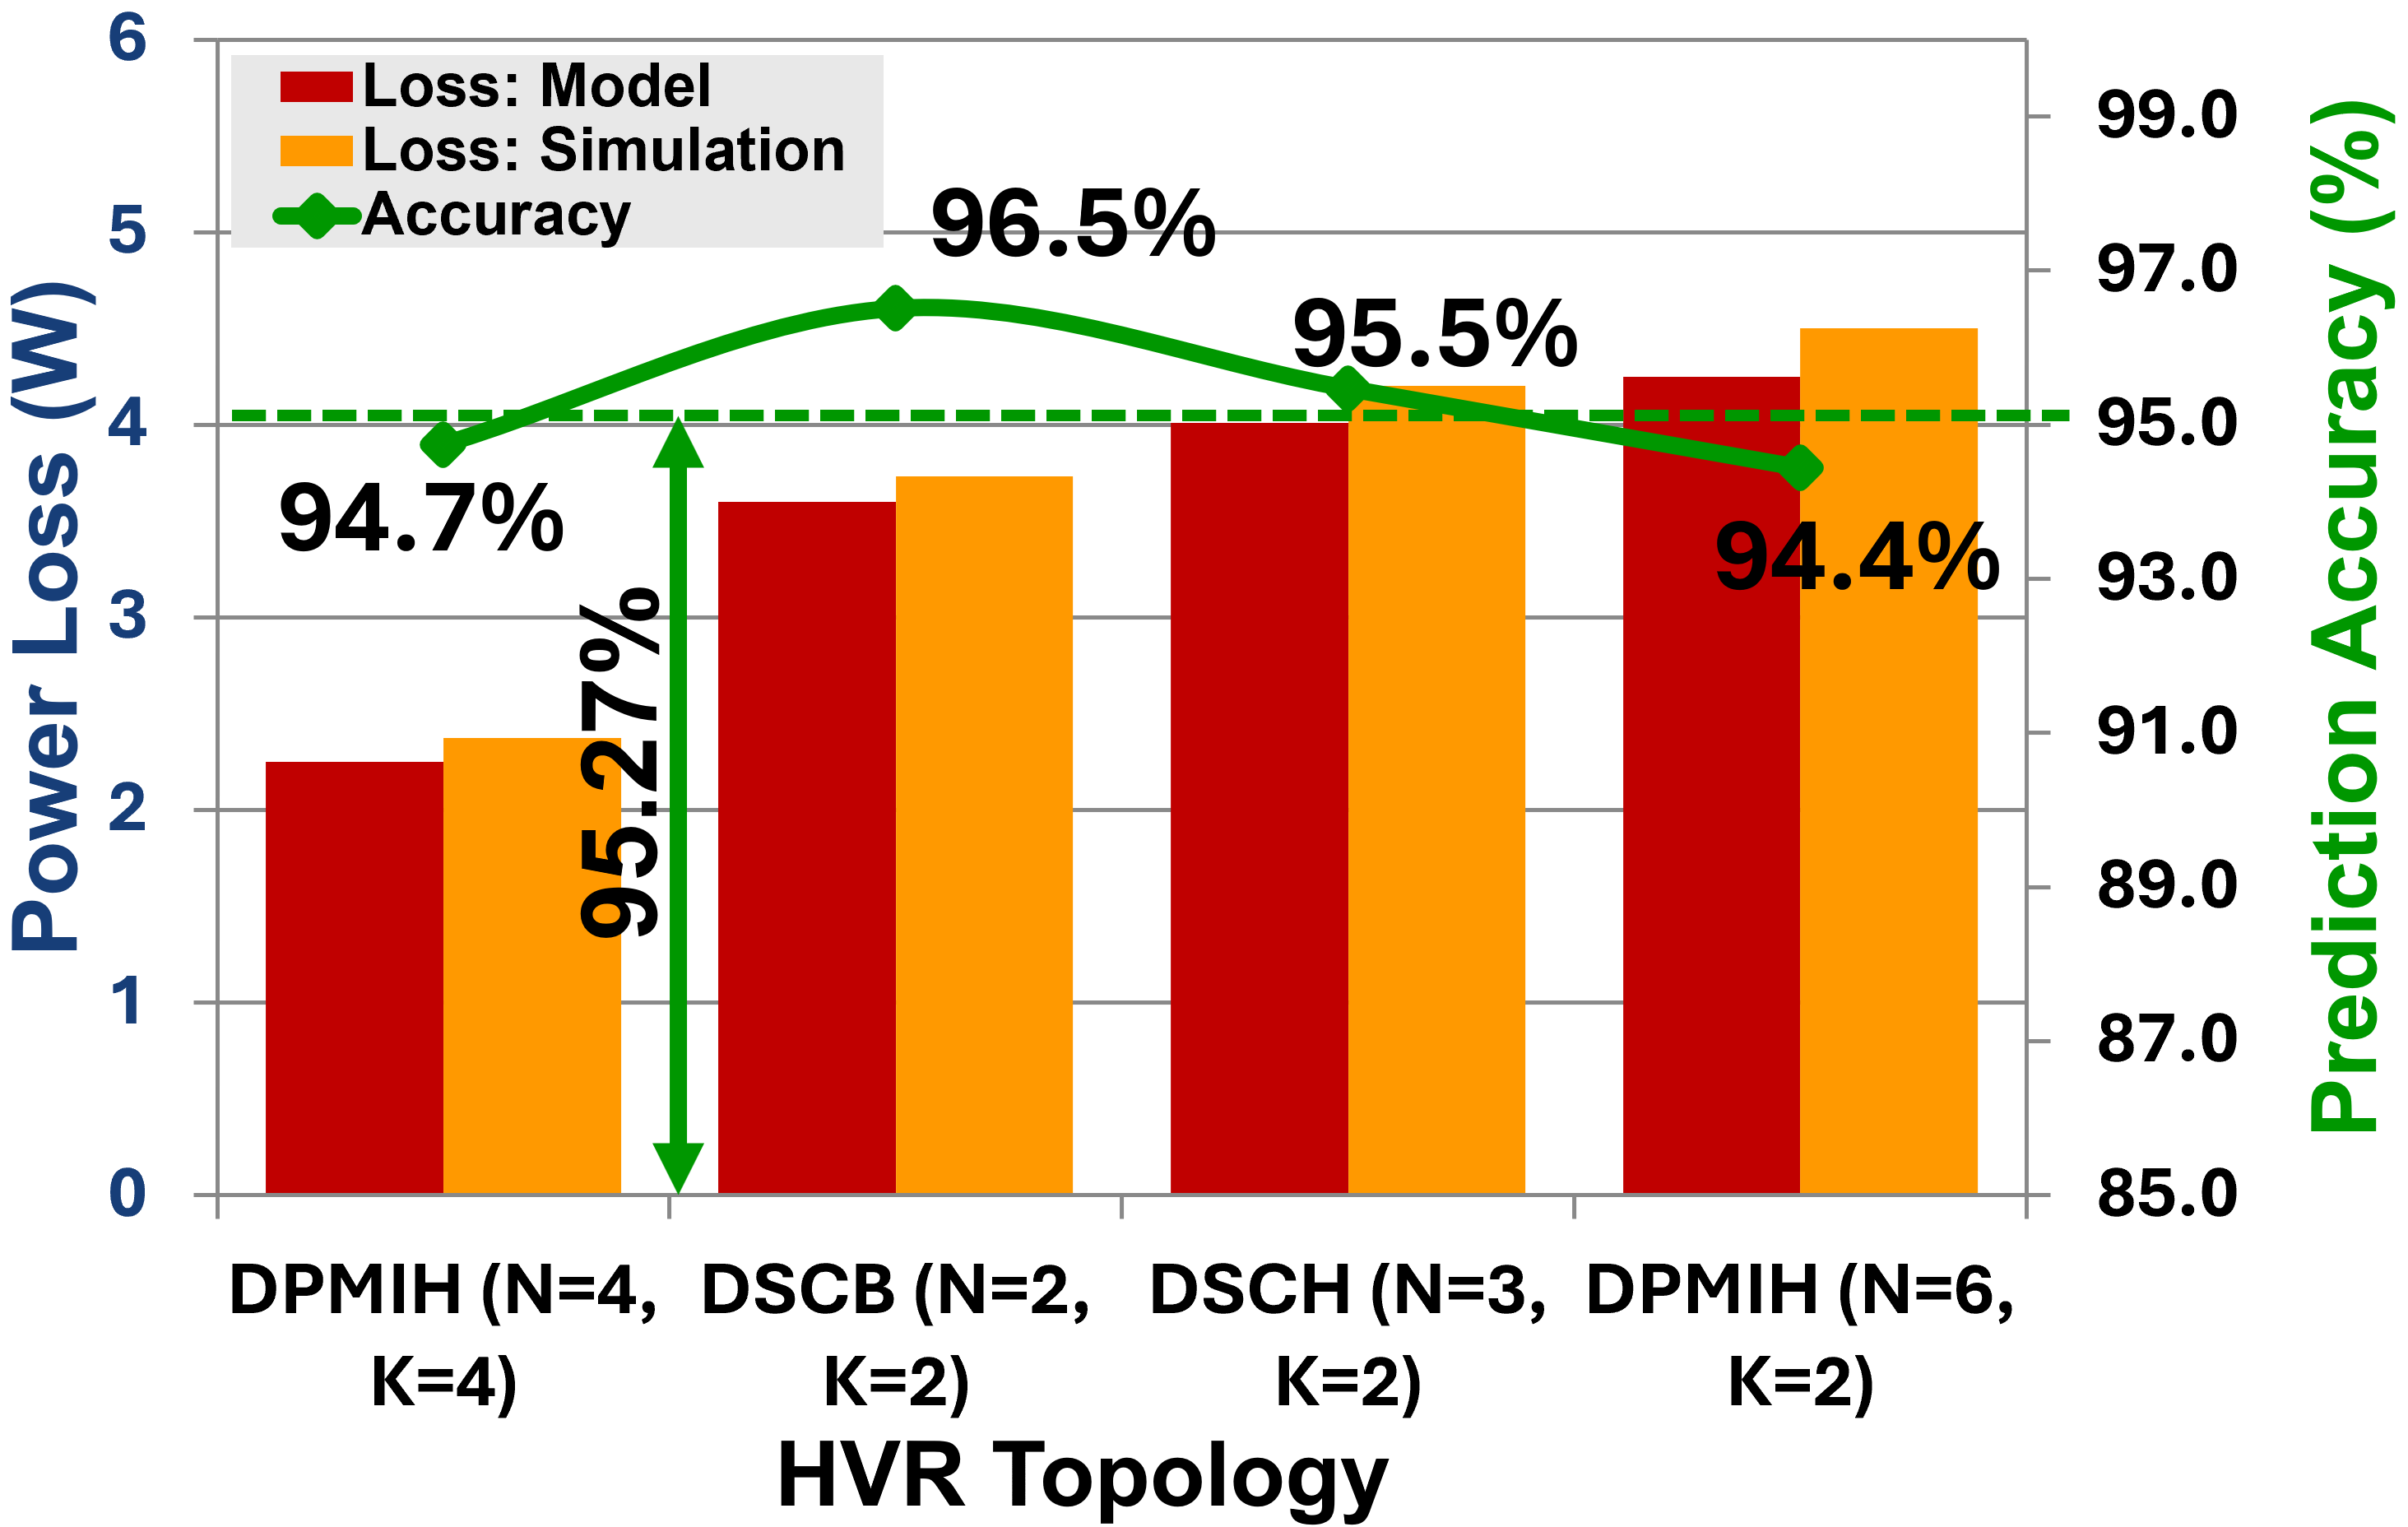 Power Loss (W)
6
5
4
3
2
1
0
Loss: Model
Loss: Simulation
Accuracy
94.7%
96.5%
95.5%
94.4%
95.27%
99.0
97.0
95.0
93.0
91.0
89.0
87.0
85.0
Prediction Accuracy (%)
DPMIH (N=4,
K=4)
DSCB (N=2,
K=2)
DSCH (N=3,
K=2)
DPMIH (N=6,
K=2)
HVR Topology